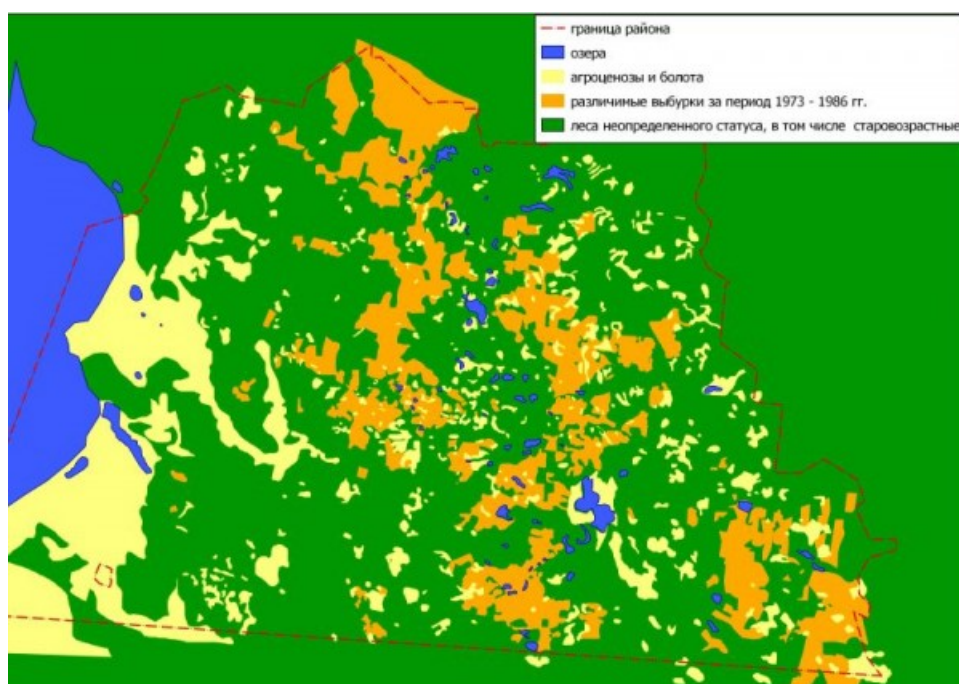 граница района
озера
агроценозы и болота
различимые выбурки за период 1973 - 1986 гг.
леса неопределенного статуса, в том числе старовозрастные